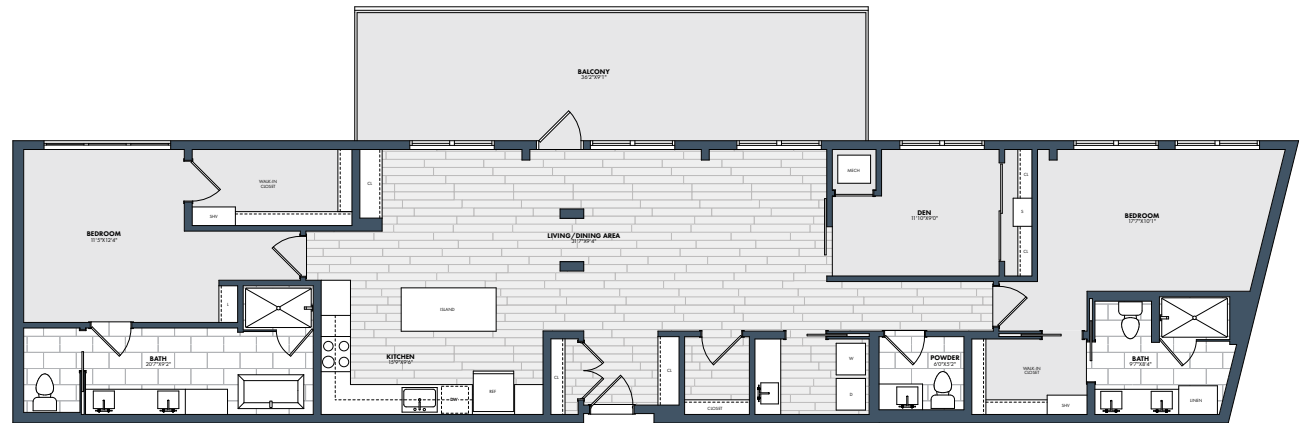 BALCONY
36'2"X9'1"
MECH
WALK-IN
CLOSET
CL
SHV
CL
S
CL
DEN
11'10"X9'0"
BEDROOM
17'7"X10'1"
BEDROOM
11'5"X12'4"
LIVING/DINING AREA
31'7"X9'4"
L
ISLAND
BATH
20'7"X9'2"
KITCHEN
15'9"X9'6"
REF
DW
CL
CL
CLOSET
W
D
POWDER
6'0"X5'2"
WALK-IN
CLOSET
SHV
BATH
9'7"X8'4"
LINEN